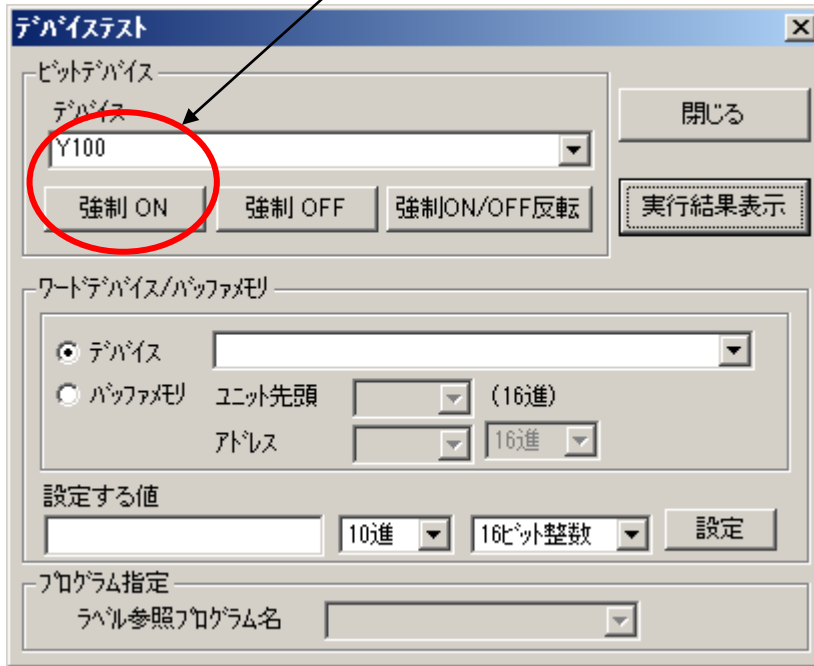 ﾃﾞﾊﾞｲｽﾃｽﾄ
ﾋﾞｯﾄﾃﾞﾊﾞｲｽ
ﾃﾞﾊﾞｲｽ
閉じる
Y100
強制 ON 強制 OFF 強制ON/OFF反転 実行結果表示
ﾜｰﾄﾞﾃﾞﾊﾞｲｽ/ﾊﾞｯﾌｧﾒﾓﾘ
ﾃﾞﾊﾞｲｽ
ﾊﾞｯﾌｧﾒﾓﾘ ﾕﾆｯﾄ先頭 (16進)
ｱﾄﾞﾚｽ 16進
設定する値
10進 16ﾋﾞｯﾄ整数 設定
ﾌﾟﾛｸﾞﾗﾑ指定
ﾗﾍﾞﾙ参照ﾌﾟﾛｸﾞﾗﾑ名